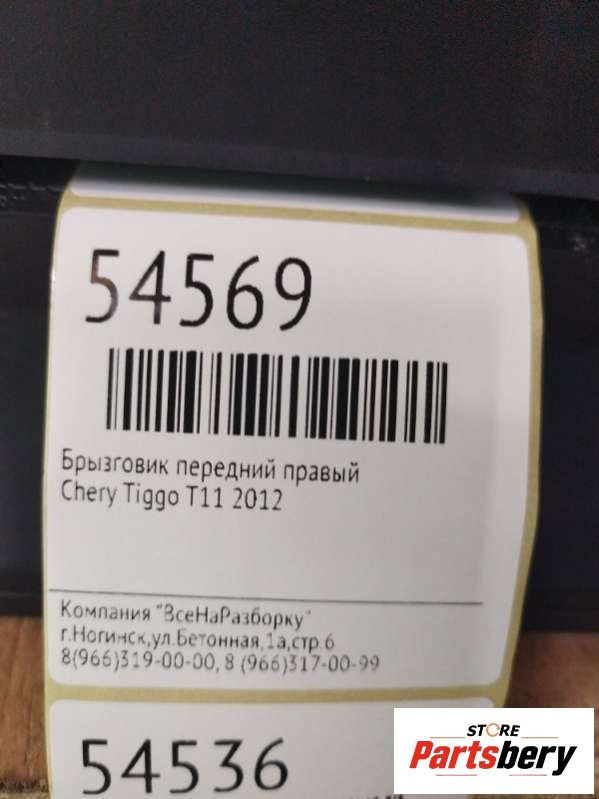 54569
Брызговик передний правый
Chery Tiggo T11 2012
Компания "ВсеНаРазборку"
г.Ногинск,ул.Бетонная,1а,стр.6
8(966)319-00-00, 8 (966)317-00-99
54536
STORE
Partsbery